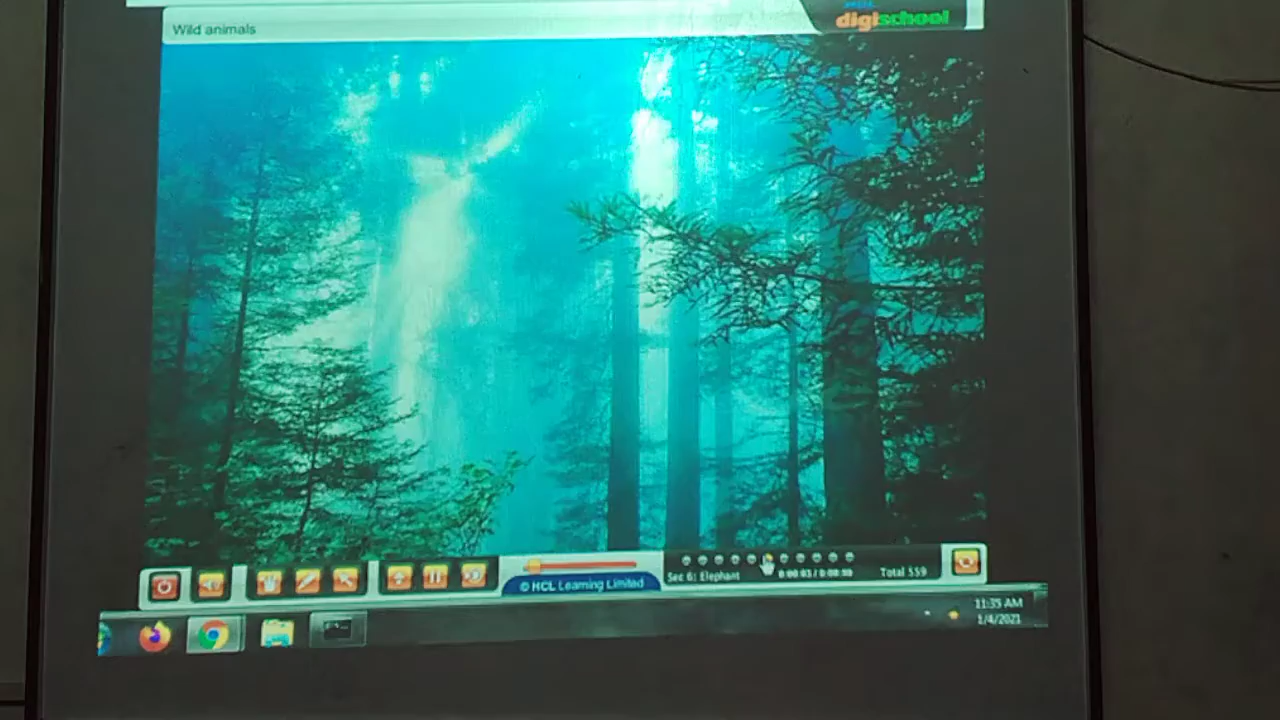 Wild animals
digischool
© HCL Learning Limited
Sec 6: Elephant
Total 559
11:35 AM
1/4/2021